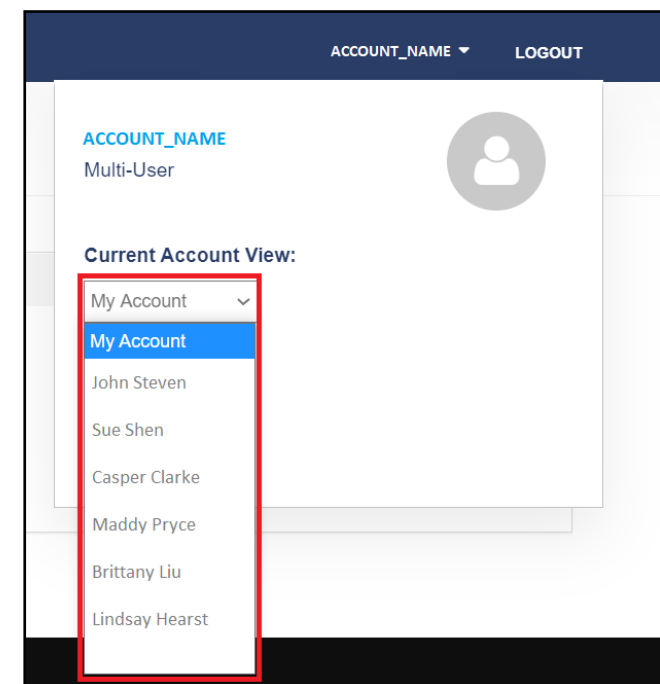 ACCOUNT_NAME LOGOUT
ACCOUNT_NAME
Multi-User
Current Account View:
My Account
My Account
John Steven
Sue Shen
Casper Clarke
Maddy Pryce
Brittany Liu
Lindsay Hearst